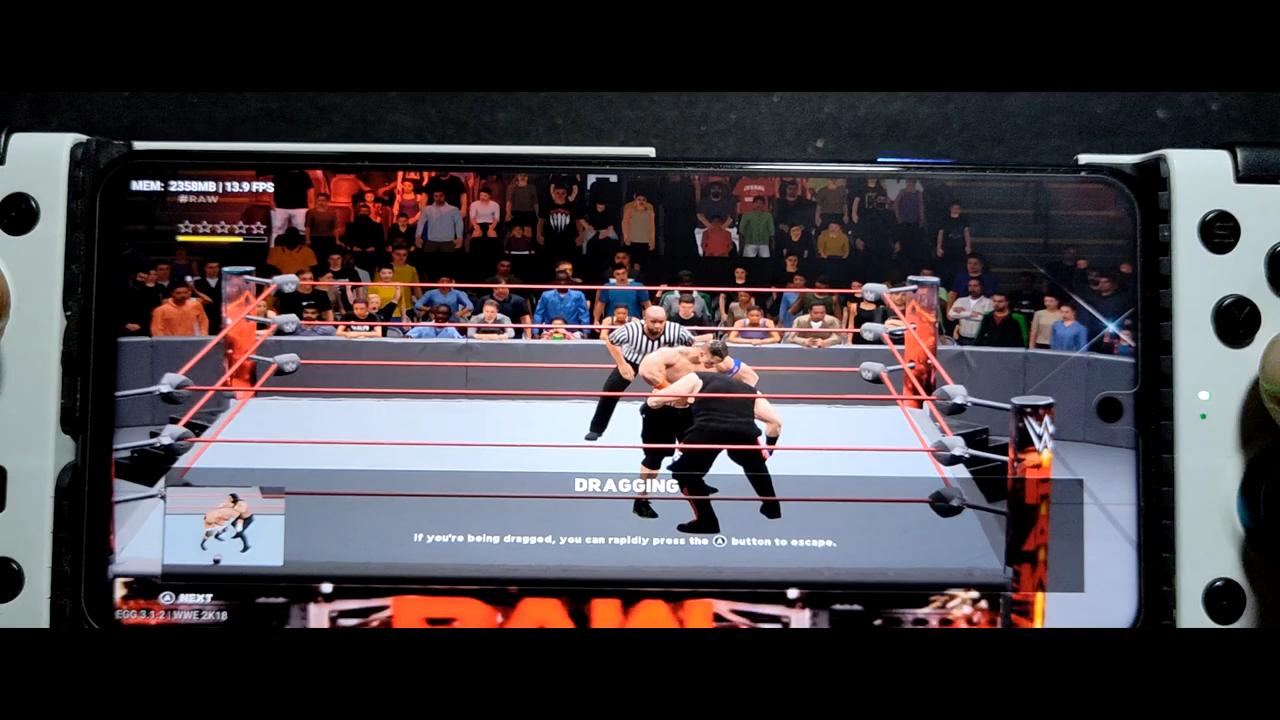 MEM: 2358MB | 13.9 FPS
#RAW
DRAGGING
If you're being dragged, you can rapidly press the A button to escape.
A NEXT
EGG 3.1.2 | WWE 2K18
W
RAW
Y